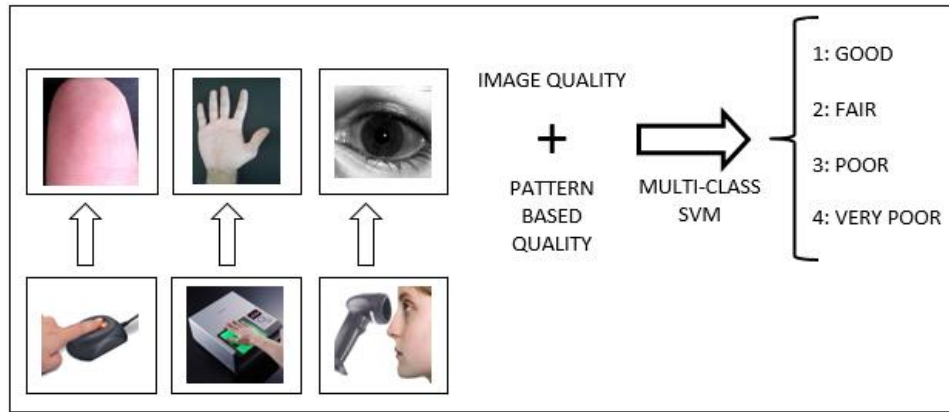 IMAGE QUALITY
+
PATTERN
BASED
QUALITY
MULTI-CLASS
SVM
1: GOOD
2: FAIR
3: POOR
4: VERY POOR